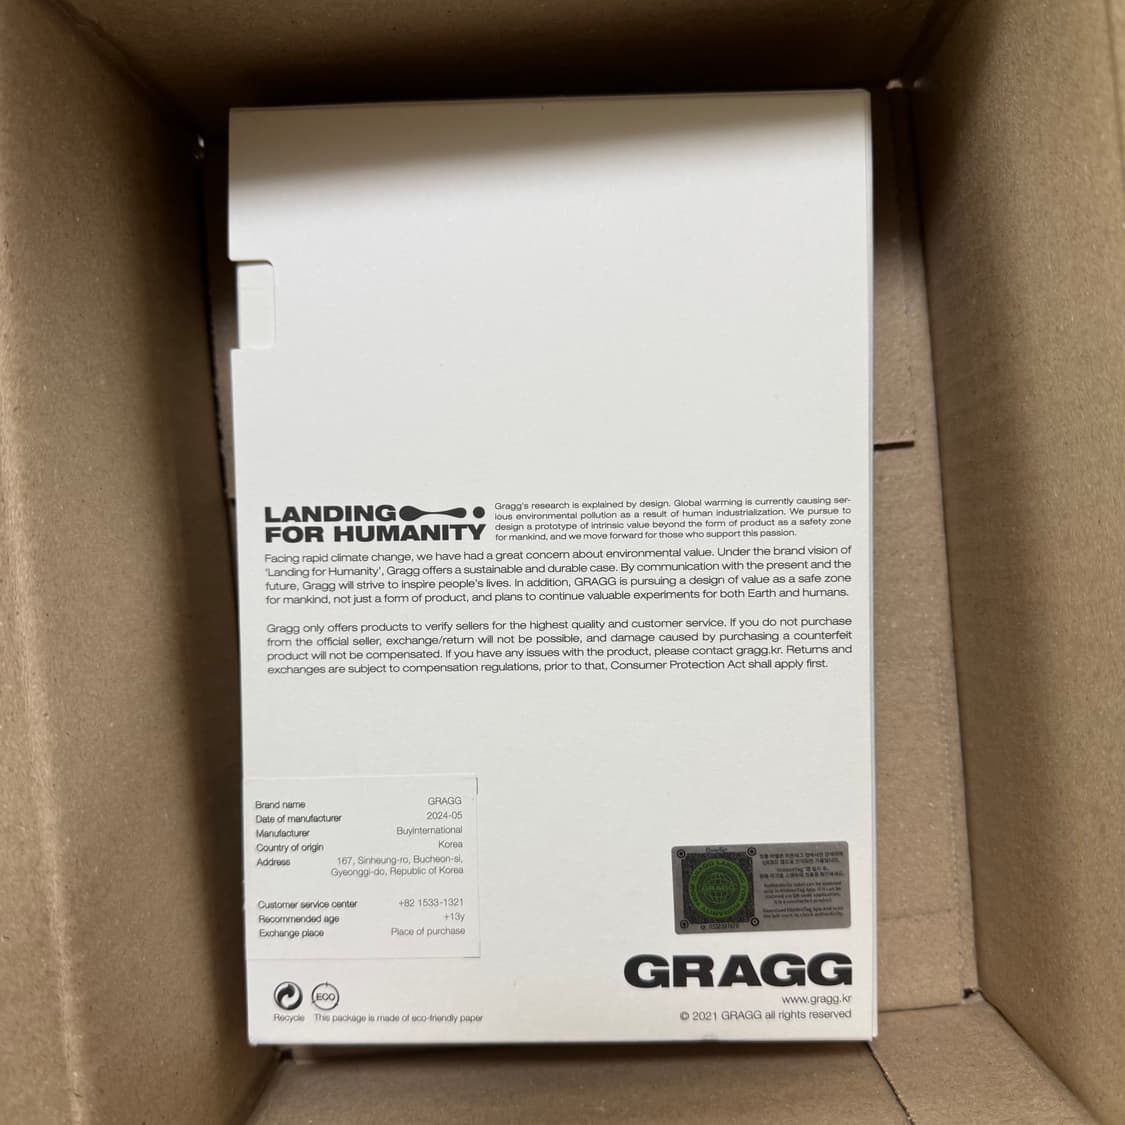 LANDING
FOR HUMANITY
Gragg's research is explained by design. Global warming is currently causing ser-
ious environmental pollution as a result of human industrialization. We pursue to
design a prototype of intrinsic value beyond the form of product as a safety zone
for mankind, and we move forward for those who support this passion.
Facing rapid climate change, we have had a great concern about environmental value. Under the brand vision of
'Landing for Humanity', Gragg offers a sustainable and durable case. By communication with the present and the
future, Gragg will strive to inspire people's lives. In addition, GRAGG is pursuing a design of value as a safe zone
for mankind, not just a form of product, and plans to continue valuable experiments for both Earth and humans.
Gragg only offers products to verify sellers for the highest quality and customer service. If you do not purchase
from the official seller, exchange/return will not be possible, and damage caused by purchasing a counterfeit
product will not be compensated. If you have any issues with the product, please contact gragg.kr. Returns and
exchanges are subject to compensation regulations, prior to that, Consumer Protection Act shall apply first.
Brand name GRAGG
Date of manufacturer 2024-05
Manufacturer Buyinternational
Country of origin Korea
Address 167, Sinheung-ro, Bucheon-si,
Gyeonggi-do, Republic of Korea
Customer service center +82 1533-1321
Recommended age +13y
Exchange place Place of purchase
GRAGG
GRAGG
www.gragg.kr
© 2021 GRAGG all rights reserved
ECO
Recycle This package is made of eco-friendly paper